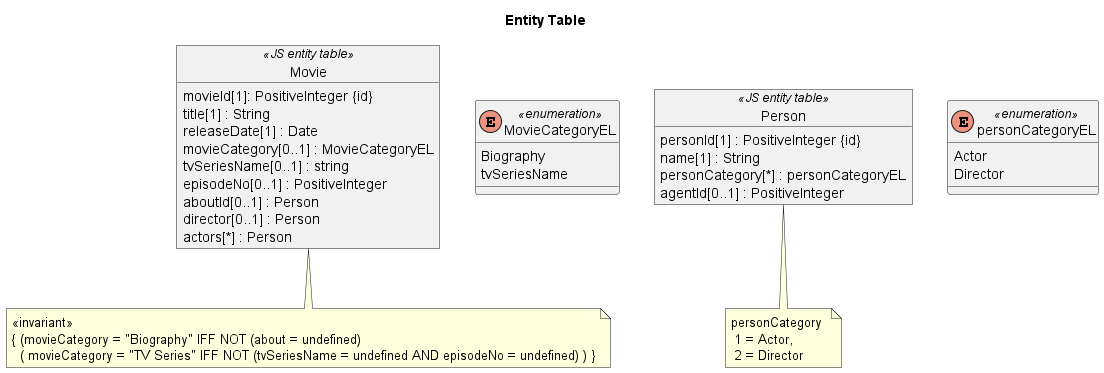 Entity Table
«JS entity table»
Movie
movieId[1]: PositiveInteger {id}
title[1] : String
releaseDate[1] : Date
movieCategory[0..1] : MovieCategoryEL
tvSeriesName[0..1] : string
episodeNo[0..1] : PositiveInteger
aboutId[0..1] : Person
director[0..1] : Person
actors[*] : Person
E
«enumeration»
MovieCategoryEL
Biography
tvSeriesName
«JS entity table»
Person
personId[1] : PositiveInteger {id}
name[1] : String
personCategory[*] : personCategoryEL
agentId[0..1] : PositiveInteger
E
«enumeration»
personCategoryEL
Actor
Director
«invariant»
{ (movieCategory = "Biography" IFF NOT (about = undefined)
( movieCategory = "TV Series" IFF NOT (tvSeriesName = undefined AND episodeNo = undefined) ) }
personCategory
1 = Actor,
2 = Director